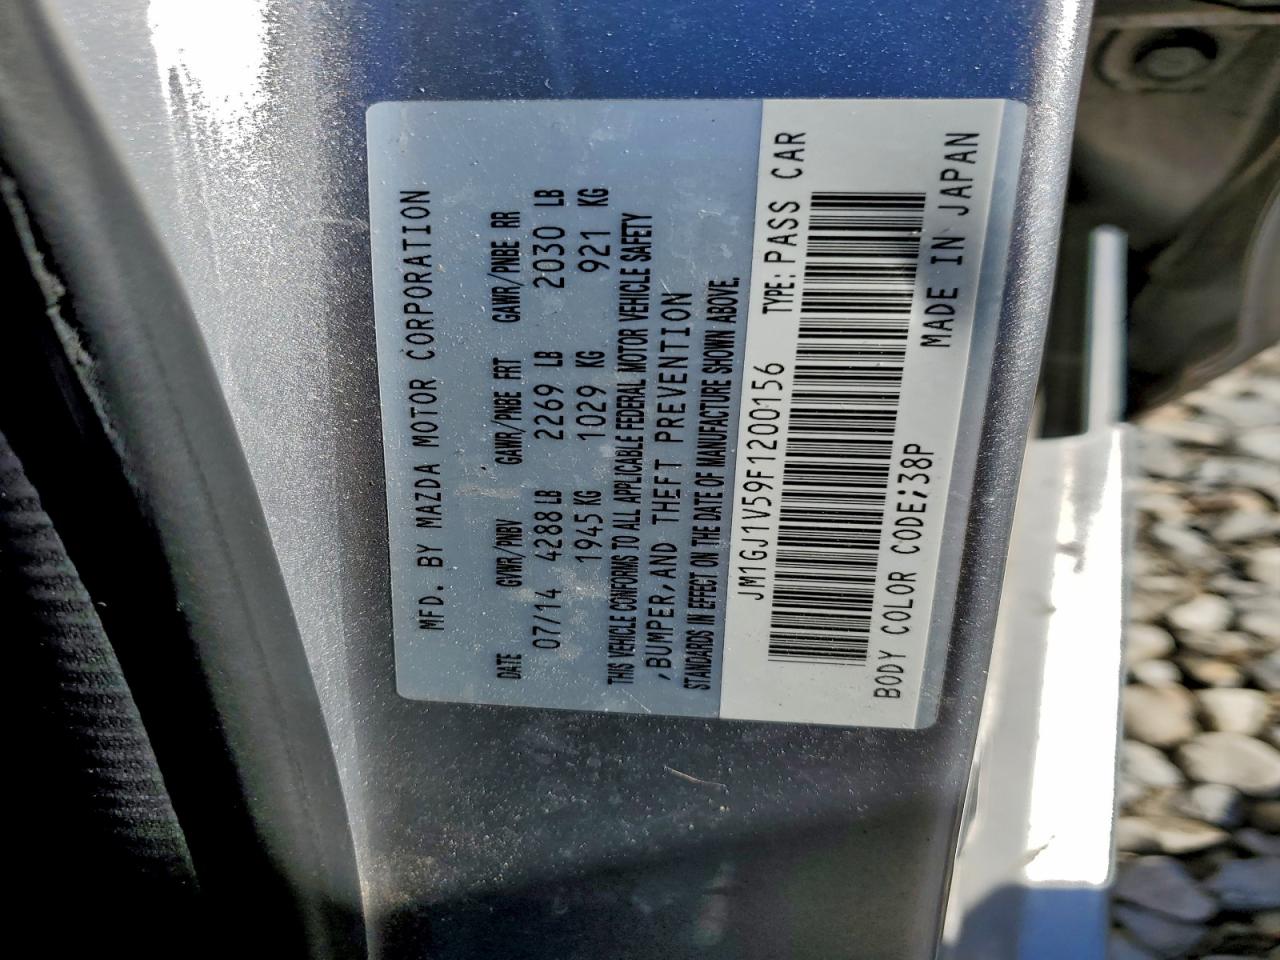 MFD. BY MAZDA MOTOR CORPORATION
DATE GVWR/PNBV GAWR/PNBE FRT GAWR/PNBE RR
07/14 4288 LB 2269 LB 2030 LB
1945 KG 1029 KG 921 KG
THIS VEHICLE CONFORMS TO ALL APPLICABLE FEDERAL MOTOR VEHICLE SAFETY
,BUMPER,AND THEFT PREVENTION
STANDARDS IN EFFECT ON THE DATE OF MANUFACTURE SHOWN ABOVE.
JM1GJ1V59F1200156 TYPE: PASS CAR
BODY COLOR CODE;38P MADE IN JAPAN